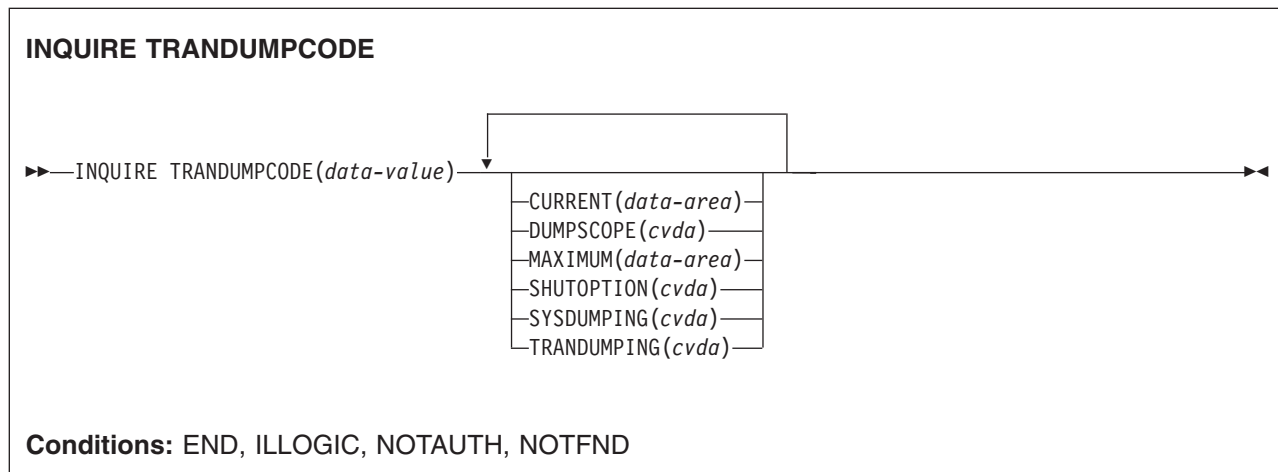 INQUIRE TRANDUMPCODE
INQUIRE TRANDUMPCODE(data-value)
CURRENT(data-area)
DUMPSCOPE(cvda)
MAXIMUM(data-area)
SHUTOPTION(cvda)
SYSDUMPING(cvda)
TRANDUMPING(cvda)
Conditions: END, ILLOGIC, NOTAUTH, NOTFND